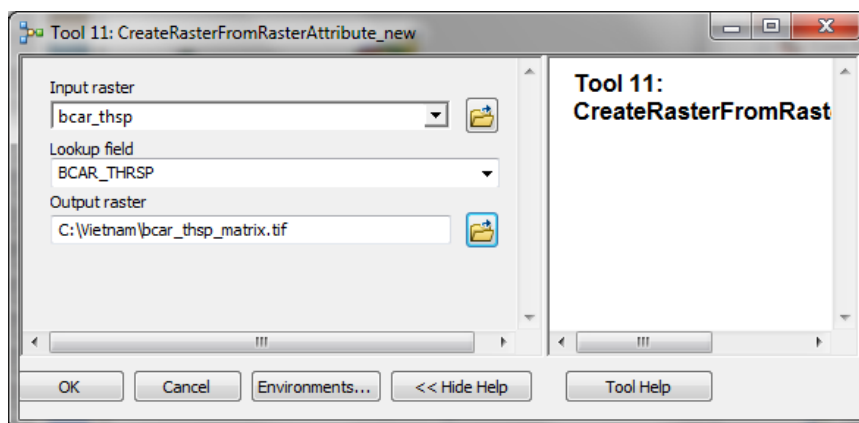 Tool 11: CreateRasterFromRasterAttribute_new
Input raster
bcar_thsp
Lookup field
BCAR_THRSP
Output raster
C:\Vietnam\bcar_thsp_matrix.tif
Tool 11:
CreateRasterFromRast
OK
Cancel
Environments...
<< Hide Help
Tool Help